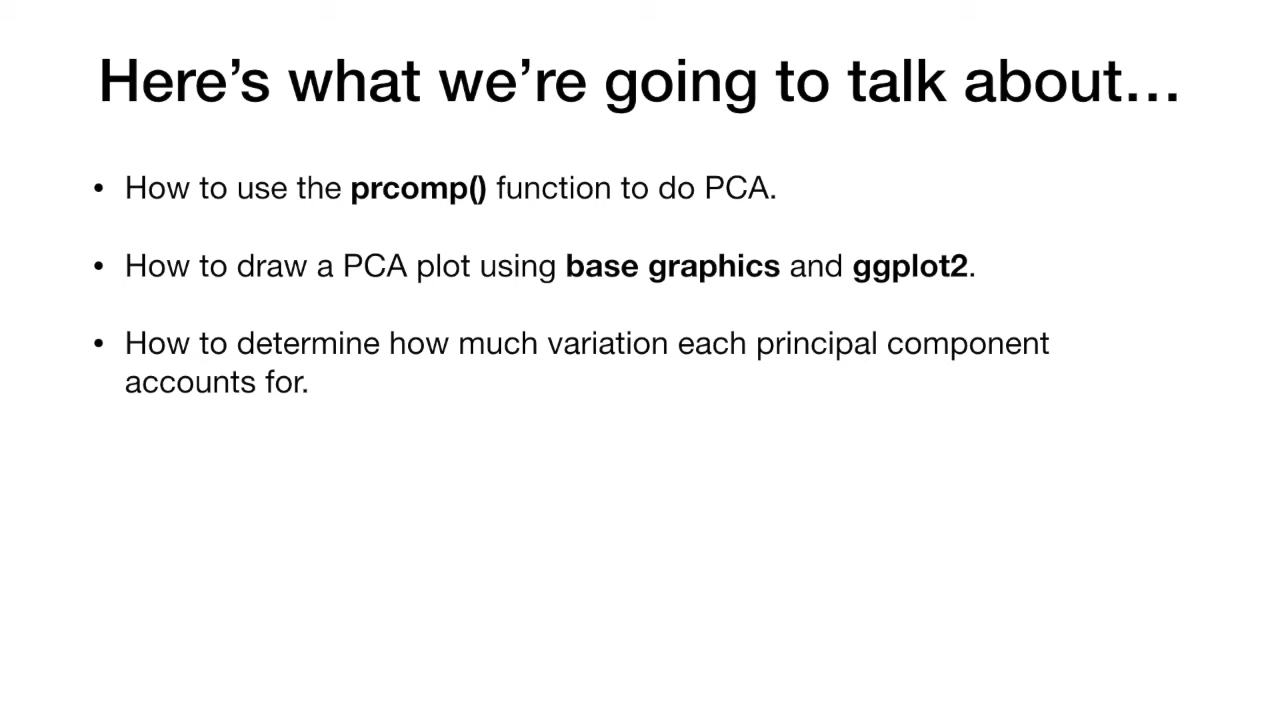 Here’s what we’re going to talk about…
• How to use the prcomp() function to do PCA.
• How to draw a PCA plot using base graphics and ggplot2.
• How to determine how much variation each principal component
accounts for.